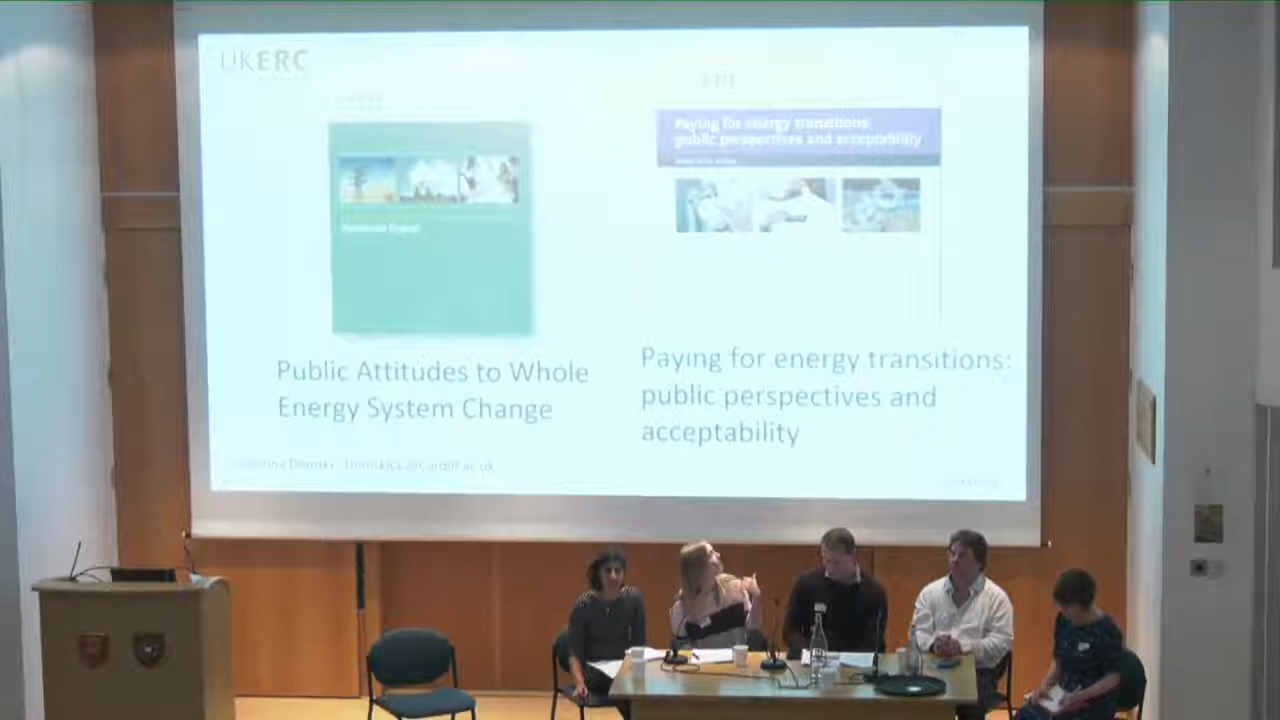 UKERC
Paying for energy transitions:
public perspectives and acceptability
Public Attitudes to Whole
Energy System Change
Paying for energy transitions:
public perspectives and
acceptability